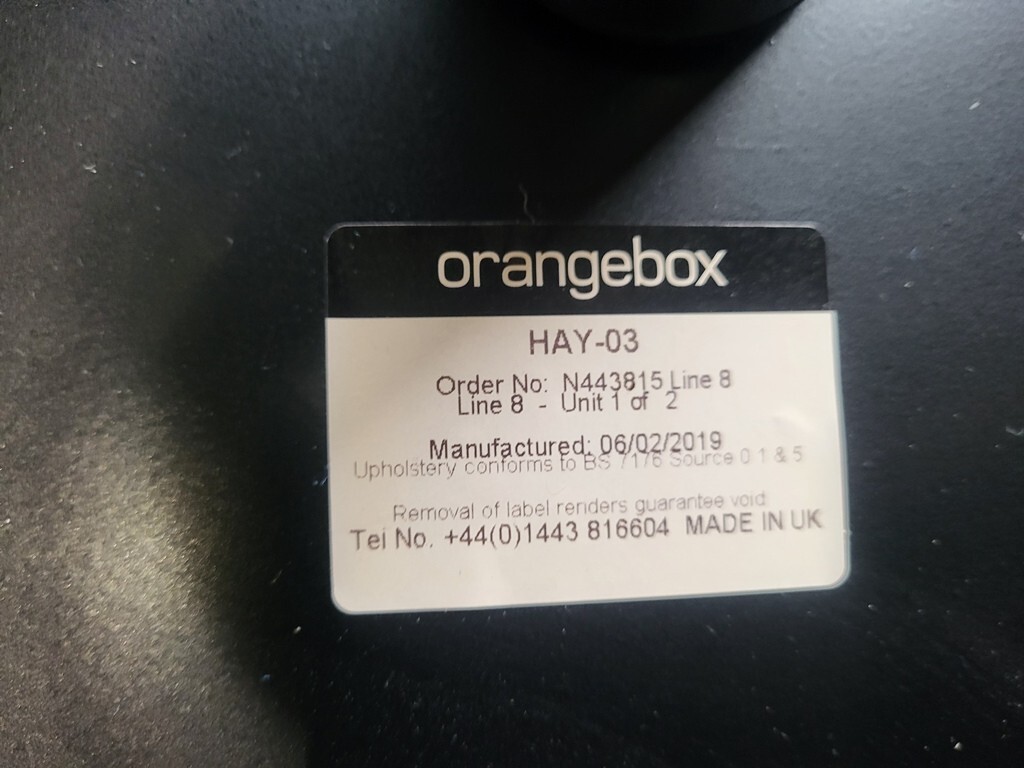 orangebox
HAY-03
Order No: N443815 Line 8
Line 8 - Unit 1 of 2
Manufactured: 06/02/2019
Upholstery conforms to BS 7176 Source 0 1 & 5
Removal of label renders guarantee void
Tel No. +44(0)1443 816604 MADE IN UK